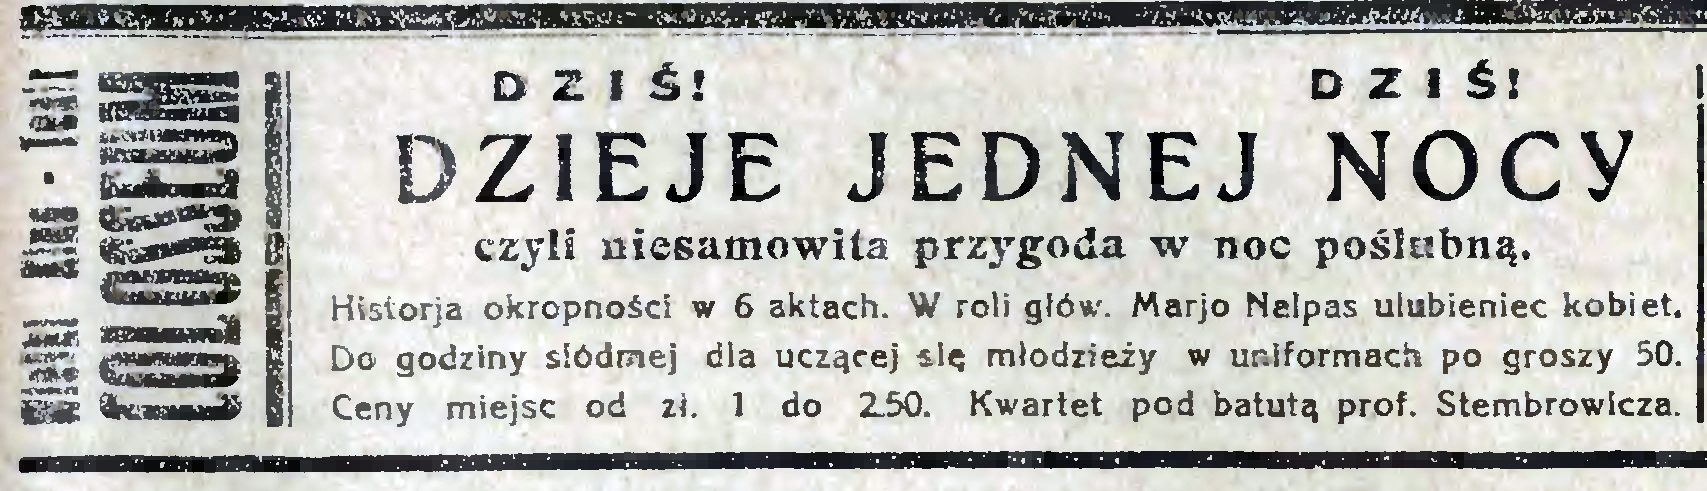 DZIŚ! DZIŚ!
DZIEJE JEDNEJ NOCY
czyli niesamowita przygoda w noc poślubną.
Historja okropności w 6 aktach. W roli głów. Marjo Nelpas ulubieniec kobiet.
Do godziny siódmej dla uczącej się młodzieży w uniformach po groszy 50.
Ceny miejsc od zł. 1 do 2.50. Kwartet pod batutą prof. Stembrowicza.